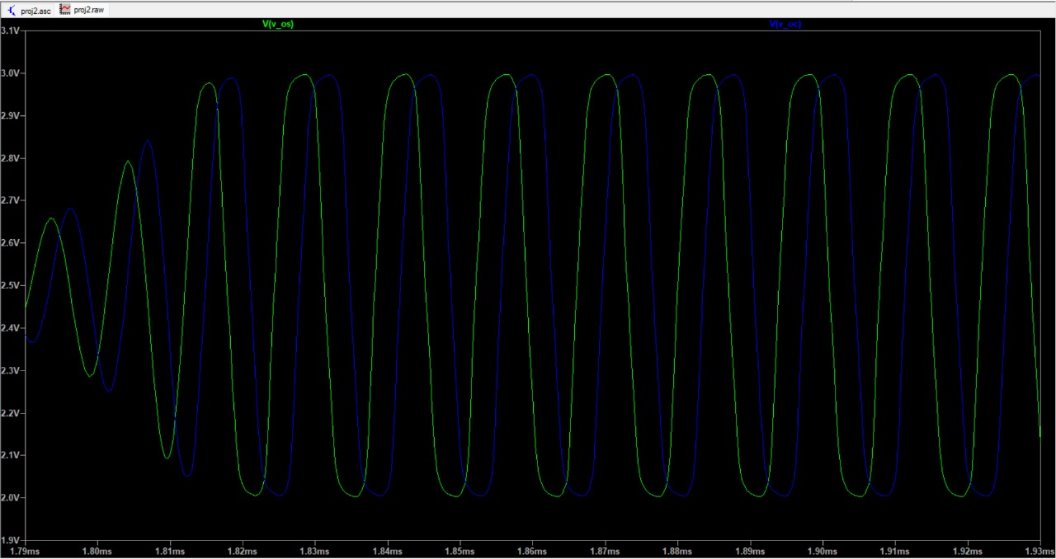 proj2.asc proj2.raw
V(v_os) V(v_oc)
3.1V
3.0V
2.9V
2.8V
2.7V
2.6V
2.5V
2.4V
2.3V
2.2V
2.1V
2.0V
1.9V
1.79ms 1.80ms 1.81ms 1.82ms 1.83ms 1.84ms 1.85ms 1.86ms 1.87ms 1.88ms 1.89ms 1.90ms 1.91ms 1.92ms 1.93ms